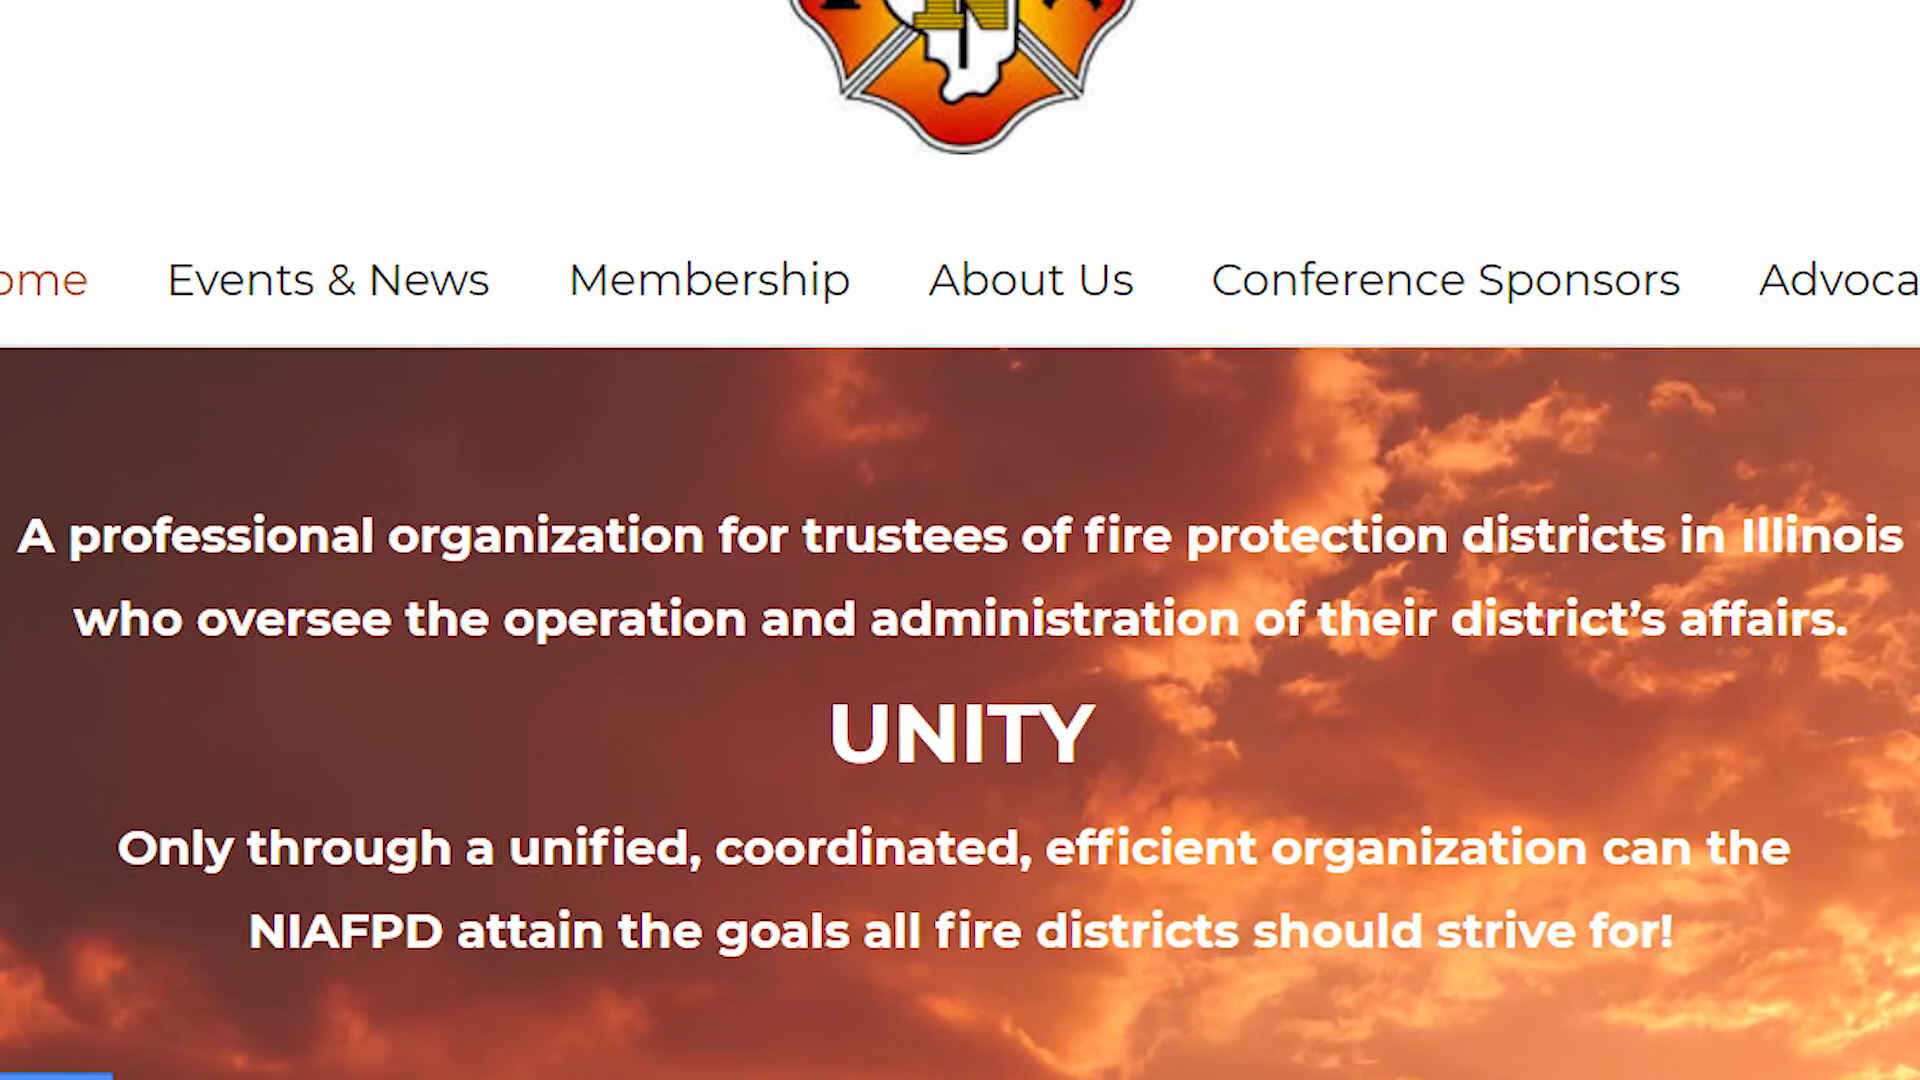 N
ome
Events & News
Membership
About Us
Conference Sponsors
Advoca
A professional organization for trustees of fire protection districts in Illinois
who oversee the operation and administration of their district’s affairs.
UNITY
Only through a unified, coordinated, efficient organization can the
NIAFPD attain the goals all fire districts should strive for!